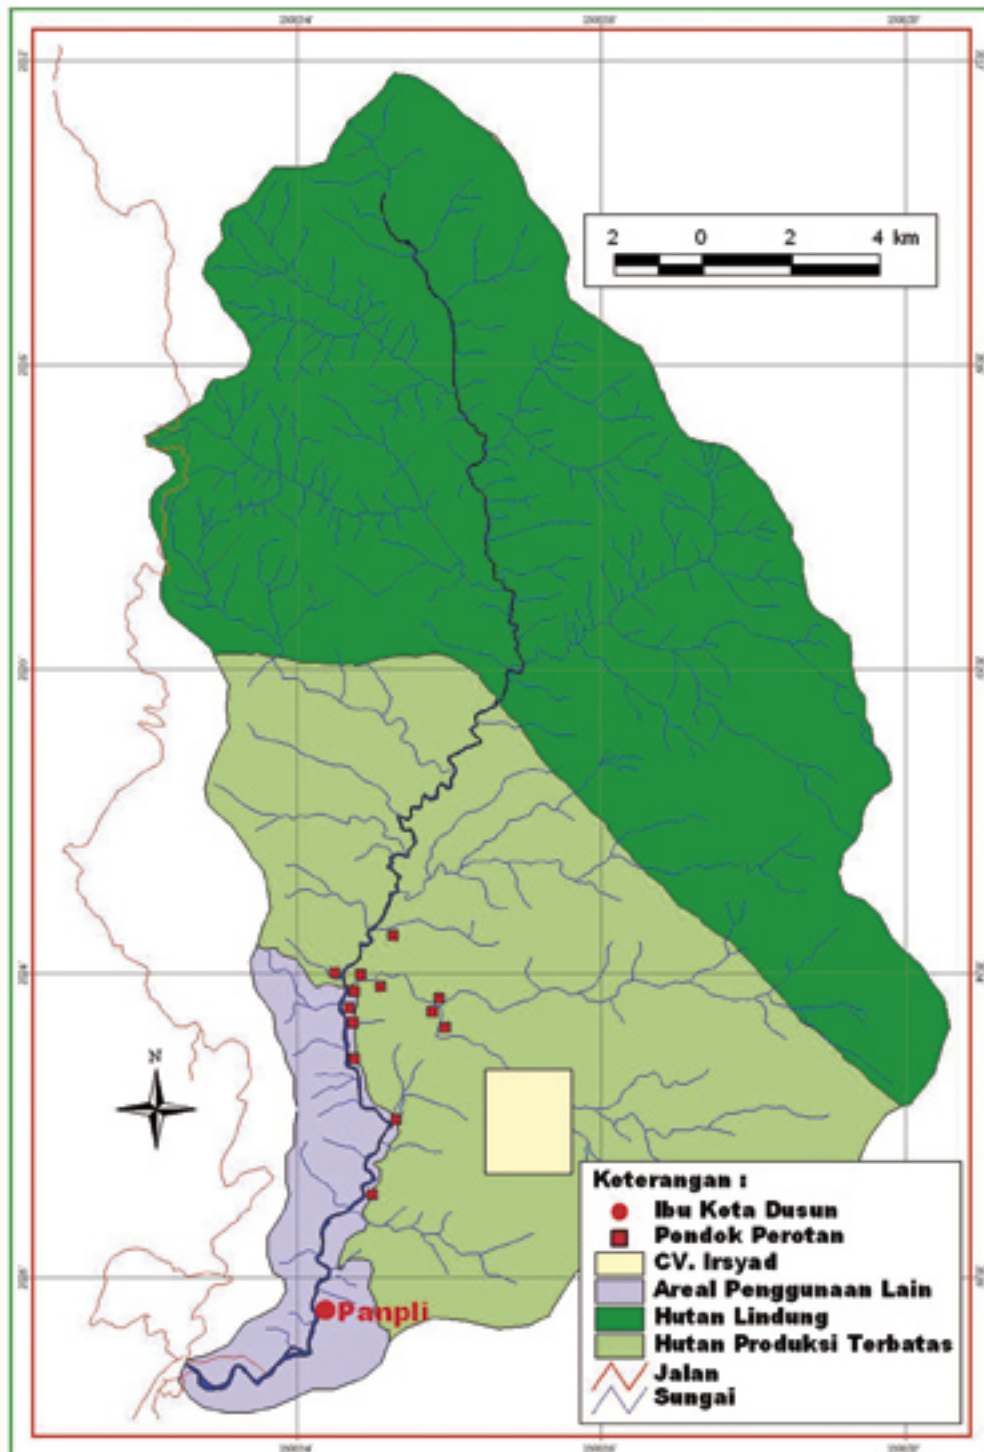 2 0 2 4 km
N
Panpli
Keterangan :
Ibu Kota Dusun
Pondok Perotan
CV. Irsyad
Areal Penggunaan Lain
Hutan Lindung
Hutan Produksi Terbatas
Jalan
Sungai